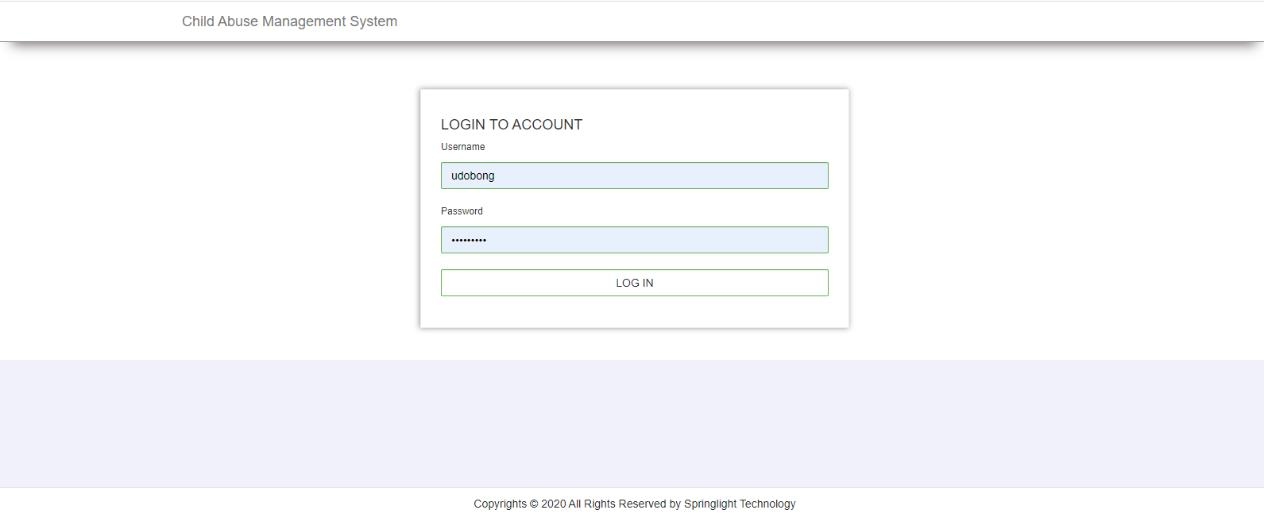 Child Abuse Management System
LOGIN TO ACCOUNT
Username
udobong
Password
•••••••••
LOG IN
Copyrights © 2020 All Rights Reserved by Springlight Technology